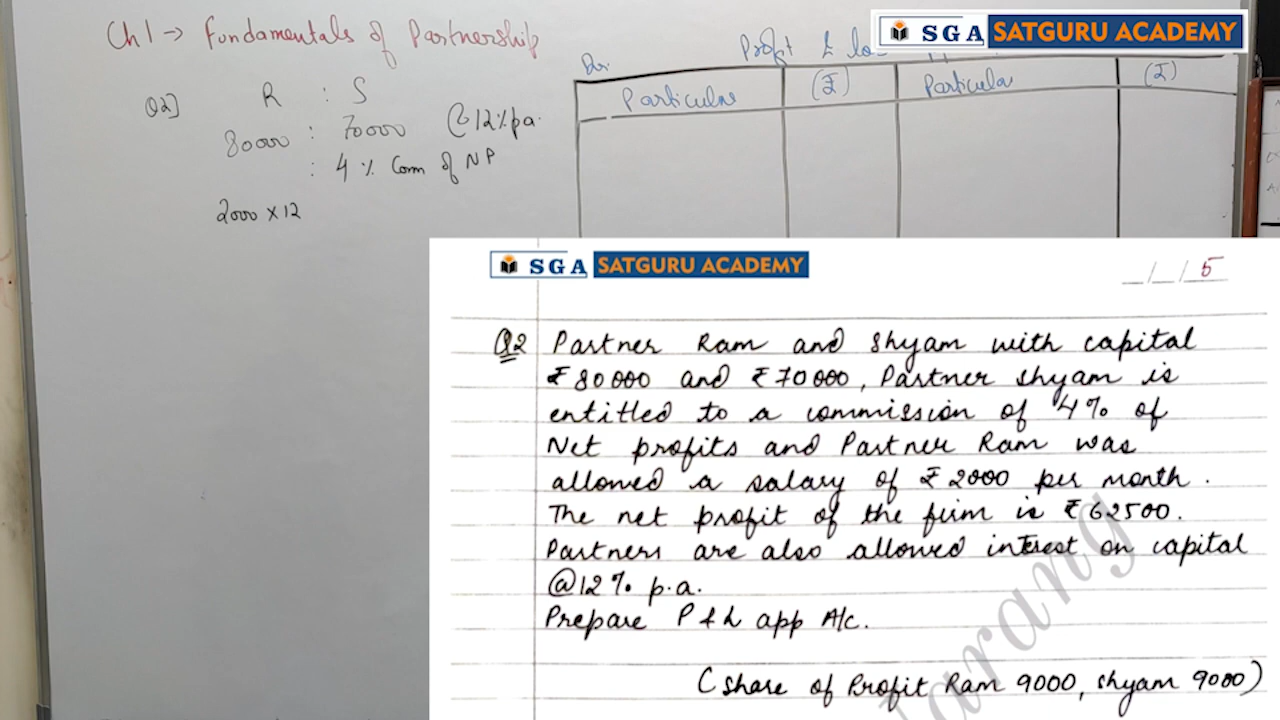 Ch 1 → Fundamentals of Partnership
SGA SATGURU ACADEMY
Dr. Profit & lo
Particulars (₹) Particular (₹)
Q2] R : S
80000 : 70000 @ 12% pa.
: 4 % Com of NP
2000 × 12
SGA SATGURU ACADEMY
_/_/5
Q2 Partner Ram and Shyam with capital
₹80000 and ₹70000, Partner Shyam is
entitled to a commission of 4% of
Net profits and Partner Ram was
allowed a salary of ₹2000 per month.
The net profit of the firm is ₹62500.
Partners are also allowed interest on capital
@12% p.a.
Prepare P & L app A/c.
(Share of Profit Ram 9000, Shyam 9000)